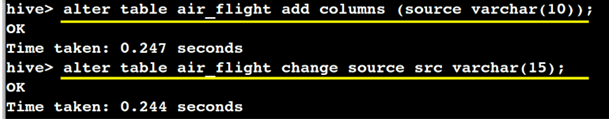 hive> alter table air_flight add columns (source varchar(10));
OK
Time taken: 0.247 seconds
hive> alter table air_flight change source src varchar(15);
OK
Time taken: 0.244 seconds